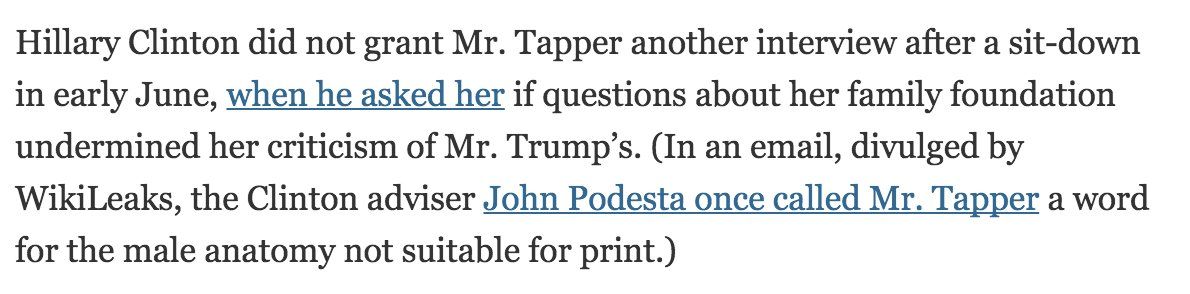 Hillary Clinton did not grant Mr. Tapper another interview after a sit-down
in early June, when he asked her if questions about her family foundation
undermined her criticism of Mr. Trump’s. (In an email, divulged by
WikiLeaks, the Clinton adviser John Podesta once called Mr. Tapper a word
for the male anatomy not suitable for print.)